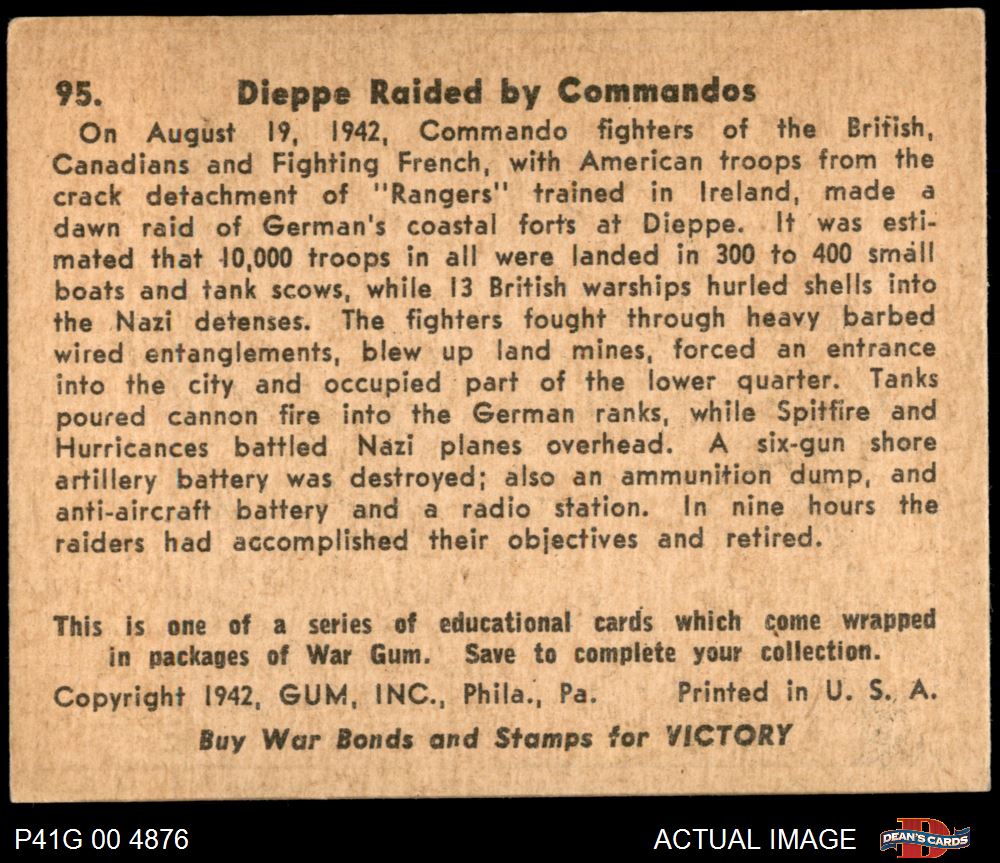 95. Dieppe Raided by Commandos
On August 19, 1942, Commando fighters of the British,
Canadians and Fighting French, with American troops from the
crack detachment of "Rangers" trained in Ireland, made a
dawn raid of German's coastal forts at Dieppe. It was esti-
mated that 10,000 troops in all were landed in 300 to 400 small
boats and tank scows, while 13 British warships hurled shells into
the Nazi detenses. The fighters fought through heavy barbed
wired entanglements, blew up land mines, forced an entrance
into the city and occupied part of the lower quarter. Tanks
poured cannon fire into the German ranks, while Spitfire and
Hurricances battled Nazi planes overhead. A six-gun shore
artillery battery was destroyed; also an ammunition dump, and
anti-aircraft battery and a radio station. In nine hours the
raiders had accomplished their objectives and retired.
This is one of a series of educational cards which come wrapped
in packages of War Gum. Save to complete your collection.
Copyright 1942, GUM, INC., Phila., Pa. Printed in U. S. A.
Buy War Bonds and Stamps for VICTORY
P41G 00 4876 ACTUAL IMAGE D DEAN'S CARDS